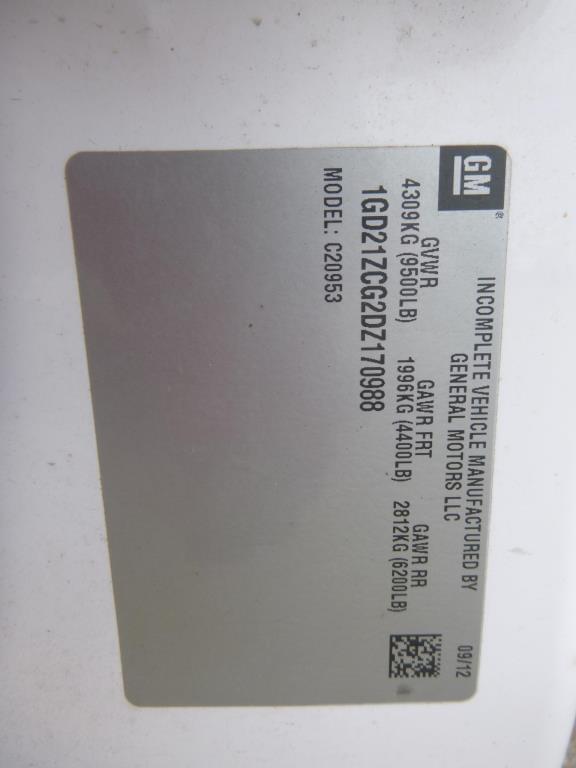 GM®
INCOMPLETE VEHICLE MANUFACTURED BY
GENERAL MOTORS LLC
09/12
GVWR GAWR FRT GAWR RR
4309KG (9500LB) 1996KG (4400LB) 2812KG (6200LB)
1GD21ZCG2DZ170988
MODEL: C20953